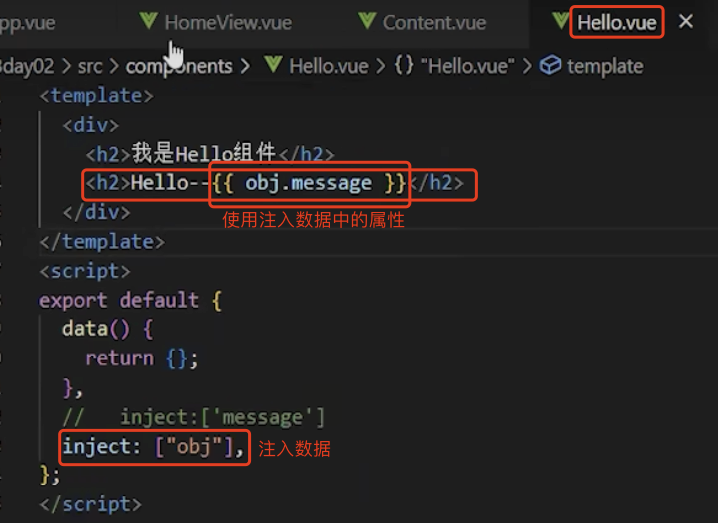 pp.vue HomeView.vue Content.vue Hello.vue
day02 > src > components > Hello.vue > {} "Hello.vue" > template
<template>
<div>
<h2>我是Hello组件</h2>
<h2>Hello--{{ obj.message }}</h2>
</div>
使用注入数据中的属性
</template>
<script>
export default {
data() {
return {};
},
// inject:['message']
inject: ["obj"], 注入数据
};
</script>